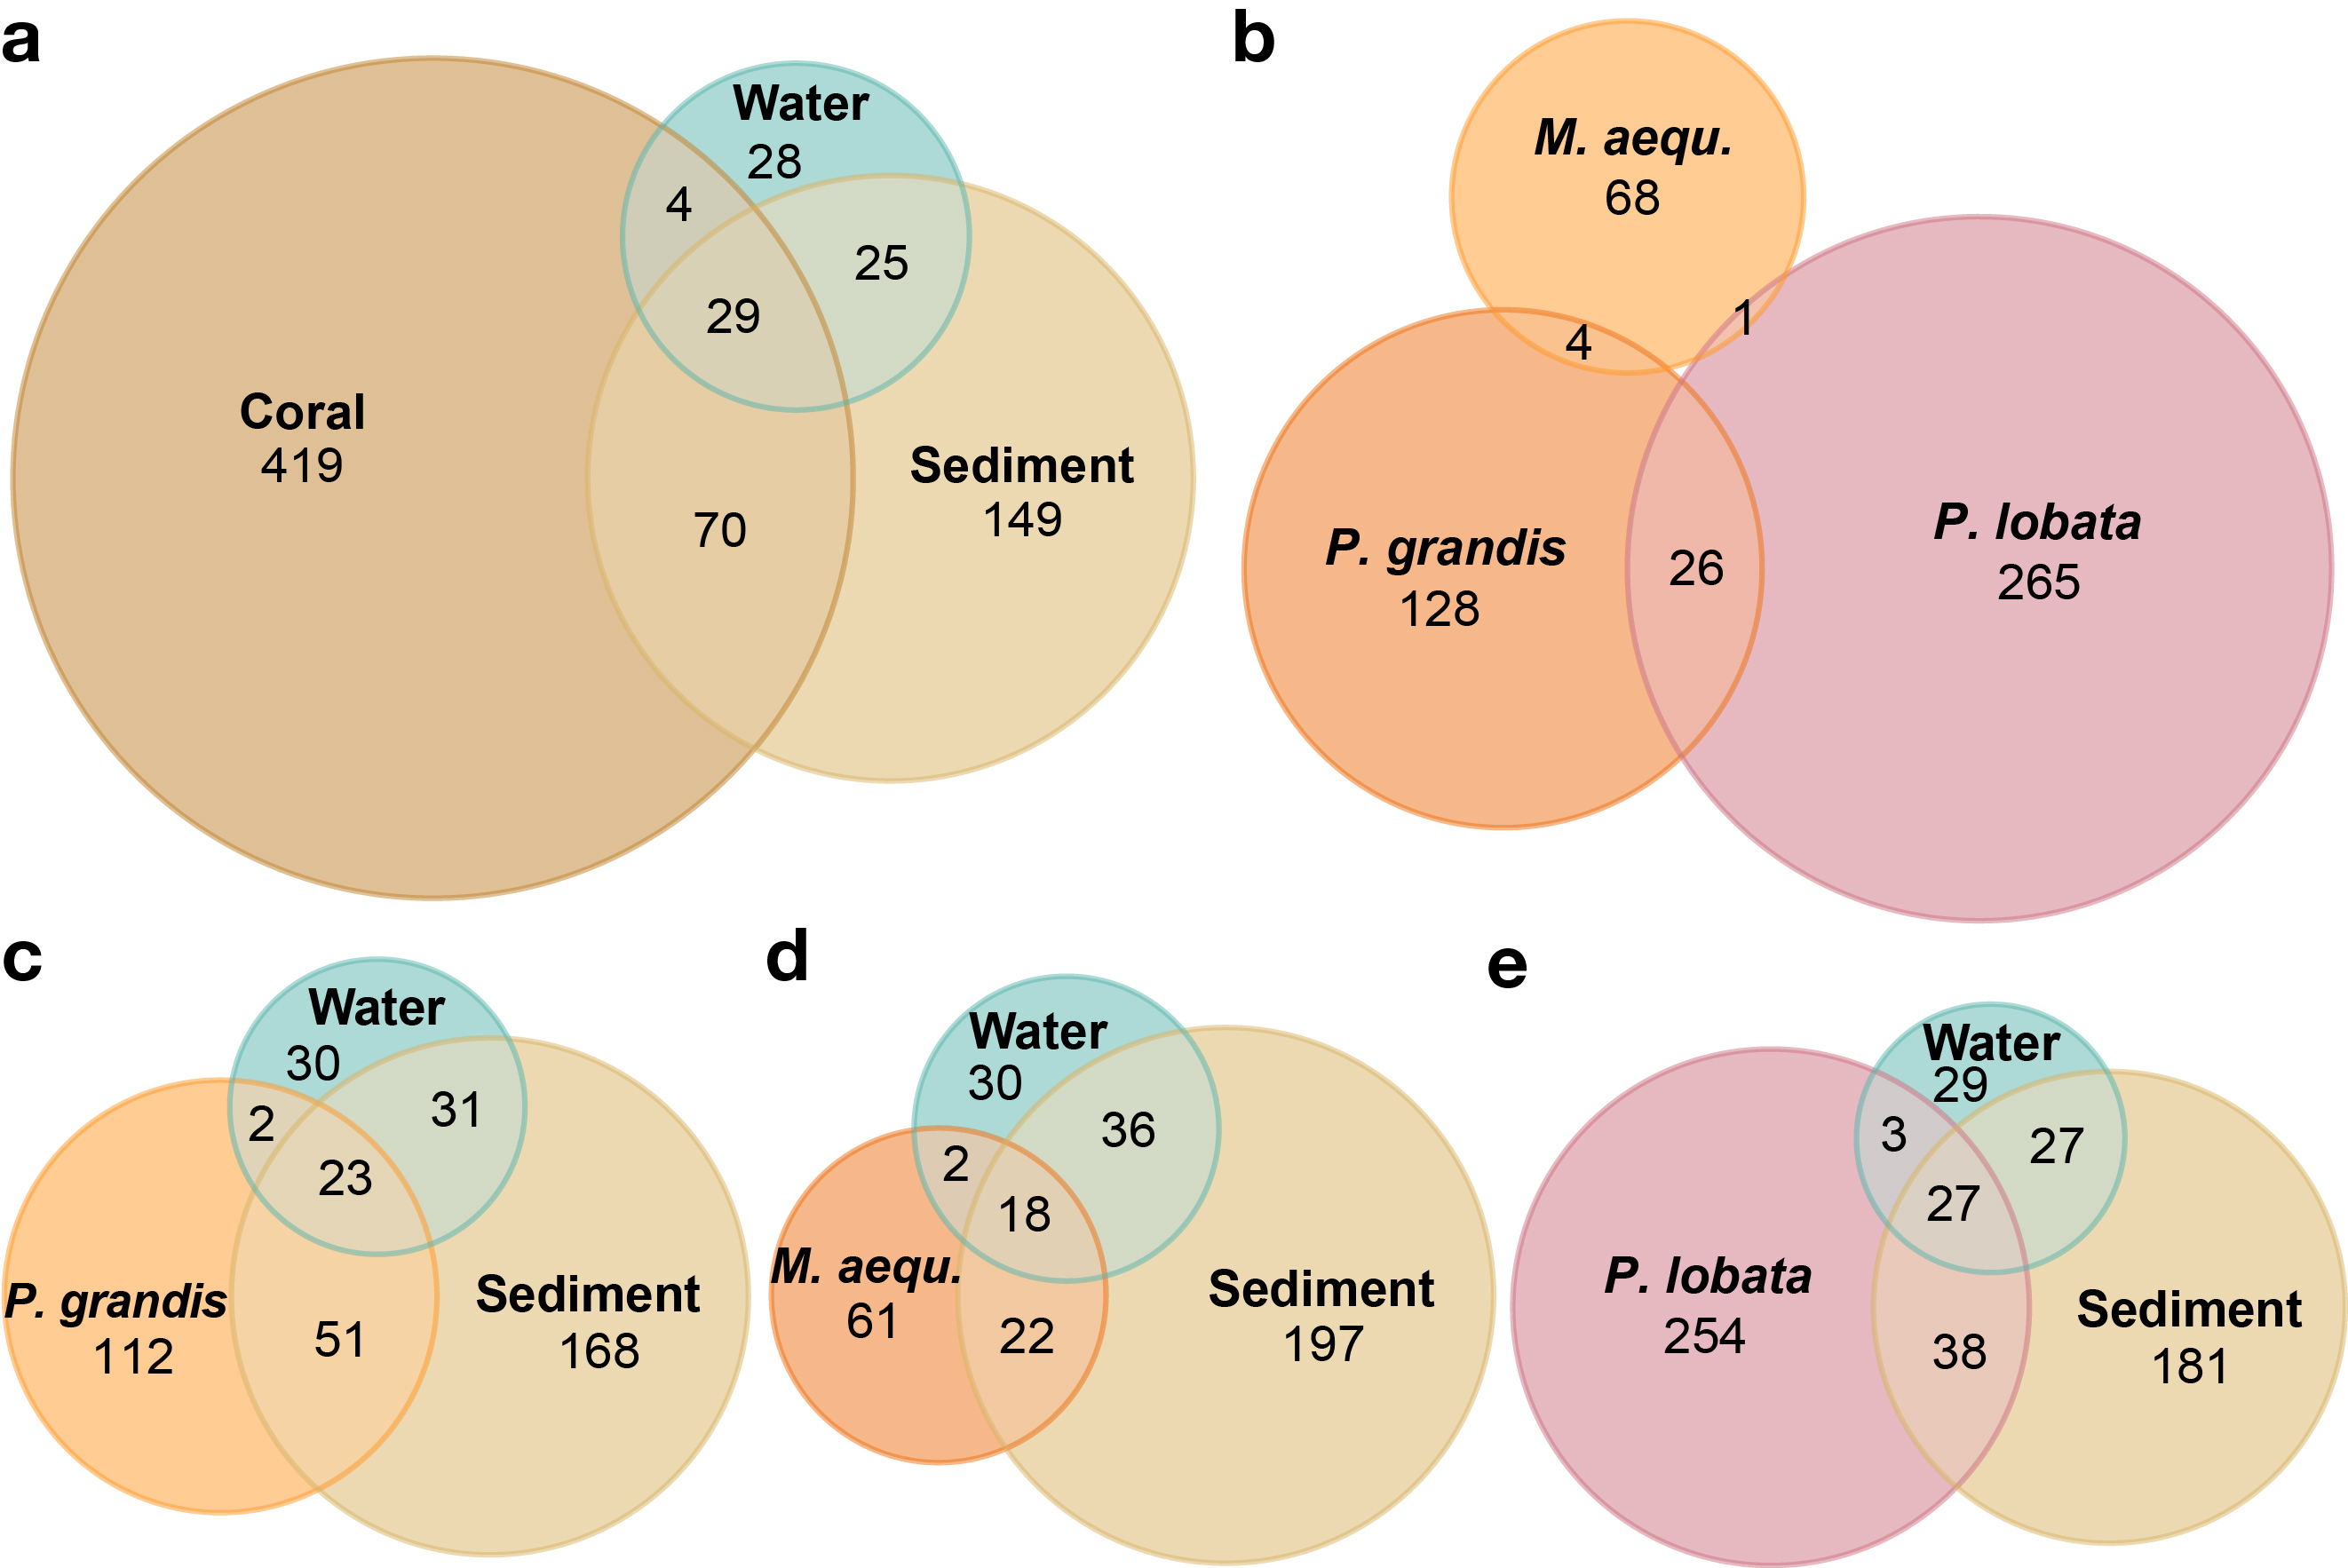 a
Water
28
4
25
29
Coral
419
Sediment
149
70
b
M. aequ.
68
1
4
P. lobata
265
P. grandis
128
26
c
Water
30
31
2
23
P. grandis
112
Sediment
168
51
d
Water
30
36
2
18
M. aequ.
61
Sediment
197
22
e
Water
29
3
27
27
P. lobata
254
Sediment
181
38